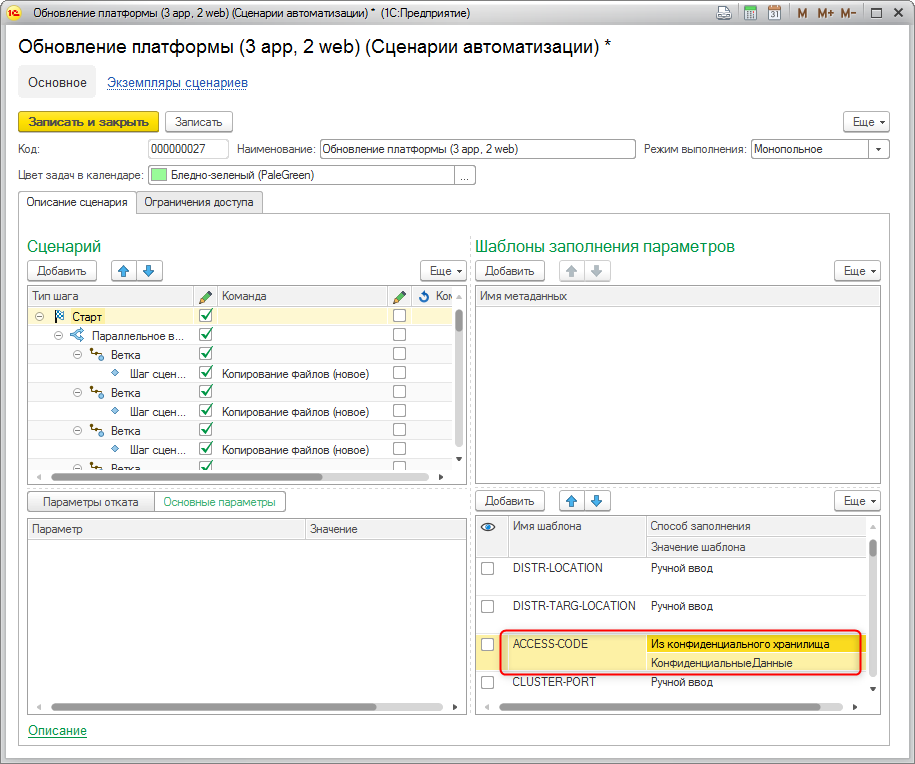 Обновление платформы (3 app, 2 web) (Сценарии автоматизации) * (1С:Предприятие)
31 M M+ M-
Обновление платформы (3 app, 2 web) (Сценарии автоматизации) *
Основное Экземпляры сценариев
Записать и закрыть Записать Еще
Код: 000000027 Наименование: Обновление платформы (3 app, 2 web) Режим выполнения: Монопольное
Цвет задач в календаре: Бледно-зеленый (PaleGreen) ...
Описание сценария Ограничения доступа
Сценарий Шаблоны заполнения параметров
Добавить Еще Добавить Еще
Тип шага Команда Ком Имя метаданных
Старт
Параллельное в...
Ветка
Шаг сцен... Копирование файлов (новое)
Ветка
Шаг сцен... Копирование файлов (новое)
Ветка
Шаг сцен... Копирование файлов (новое)
Ветка
Параметры отката Основные параметры Добавить Еще
Параметр Значение Имя шаблона Способ заполнения
Значение шаблона
DISTR-LOCATION Ручной ввод
DISTR-TARG-LOCATION Ручной ввод
ACCESS-CODE Из конфиденциального хранилища
КонфиденциальныеДанные
CLUSTER-PORT Ручной ввод
Описание